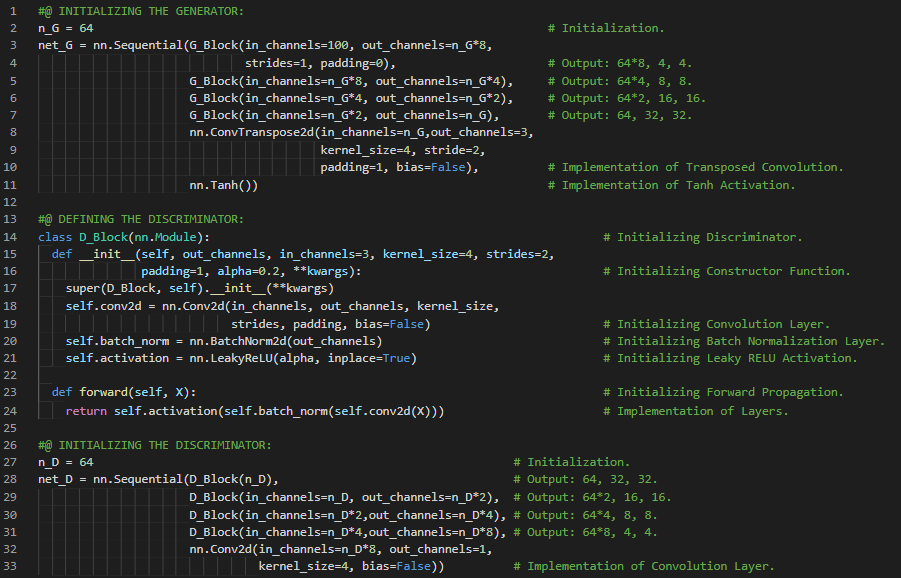 1 #@ INITIALIZING THE GENERATOR:
2 n_G = 64 # Initialization.
3 net_G = nn.Sequential(G_Block(in_channels=100, out_channels=n_G*8,
4 strides=1, padding=0), # Output: 64*8, 4, 4.
5 G_Block(in_channels=n_G*8, out_channels=n_G*4), # Output: 64*4, 8, 8.
6 G_Block(in_channels=n_G*4, out_channels=n_G*2), # Output: 64*2, 16, 16.
7 G_Block(in_channels=n_G*2, out_channels=n_G), # Output: 64, 32, 32.
8 nn.ConvTranspose2d(in_channels=n_G,out_channels=3,
9 kernel_size=4, stride=2,
10 padding=1, bias=False), # Implementation of Transposed Convolution.
11 nn.Tanh()) # Implementation of Tanh Activation.
12
13 #@ DEFINING THE DISCRIMINATOR:
14 class D_Block(nn.Module): # Initializing Discriminator.
15 def __init__(self, out_channels, in_channels=3, kernel_size=4, strides=2,
16 padding=1, alpha=0.2, **kwargs): # Initializing Constructor Function.
17 super(D_Block, self).__init__(**kwargs)
18 self.conv2d = nn.Conv2d(in_channels, out_channels, kernel_size,
19 strides, padding, bias=False) # Initializing Convolution Layer.
20 self.batch_norm = nn.BatchNorm2d(out_channels) # Initializing Batch Normalization Layer.
21 self.activation = nn.LeakyReLU(alpha, inplace=True) # Initializing Leaky RELU Activation.
22
23 def forward(self, X): # Initializing Forward Propagation.
24 return self.activation(self.batch_norm(self.conv2d(X))) # Implementation of Layers.
25
26 #@ INITIALIZING THE DISCRIMINATOR:
27 n_D = 64 # Initialization.
28 net_D = nn.Sequential(D_Block(n_D), # Output: 64, 32, 32.
29 D_Block(in_channels=n_D, out_channels=n_D*2), # Output: 64*2, 16, 16.
30 D_Block(in_channels=n_D*2,out_channels=n_D*4), # Output: 64*4, 8, 8.
31 D_Block(in_channels=n_D*4,out_channels=n_D*8), # Output: 64*8, 4, 4.
32 nn.Conv2d(in_channels=n_D*8, out_channels=1,
33 kernel_size=4, bias=False)) # Implementation of Convolution Layer.